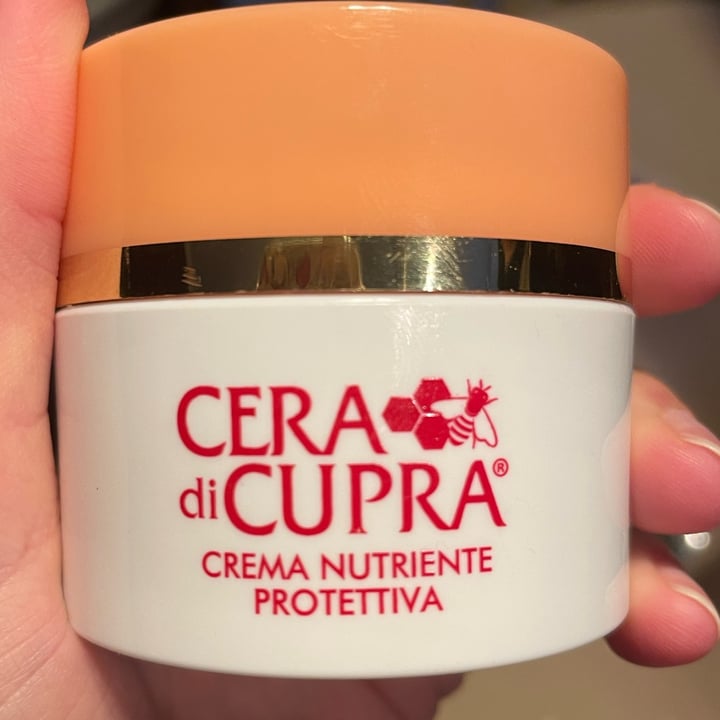 CERA
di CUPRA®
CREMA NUTRIENTE
PROTETTIVA